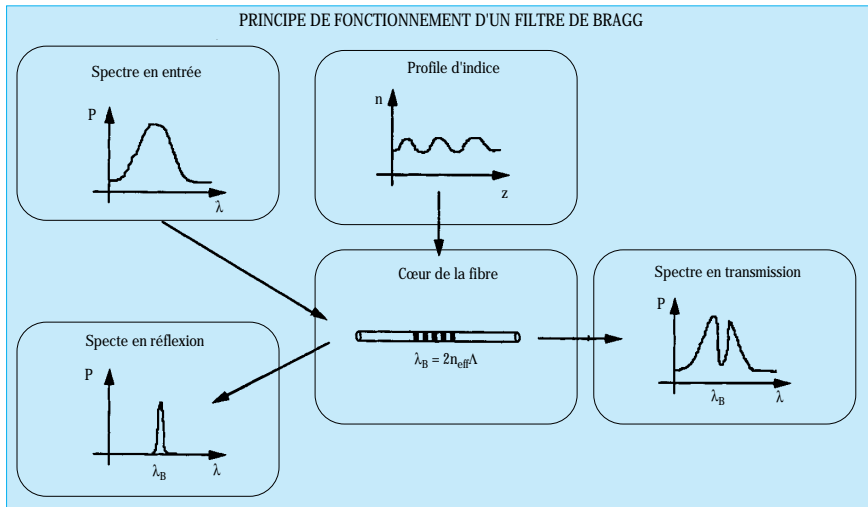 PRINCIPE DE FONCTIONNEMENT D'UN FILTRE DE BRAGG
Spectre en entrée
P
λ
Profile d'indice
n
z
Cœur de la fibre
λB = 2neffΛ
Spectre en transmission
P
λB
λ
Specte en réflexion
P
λB
λ